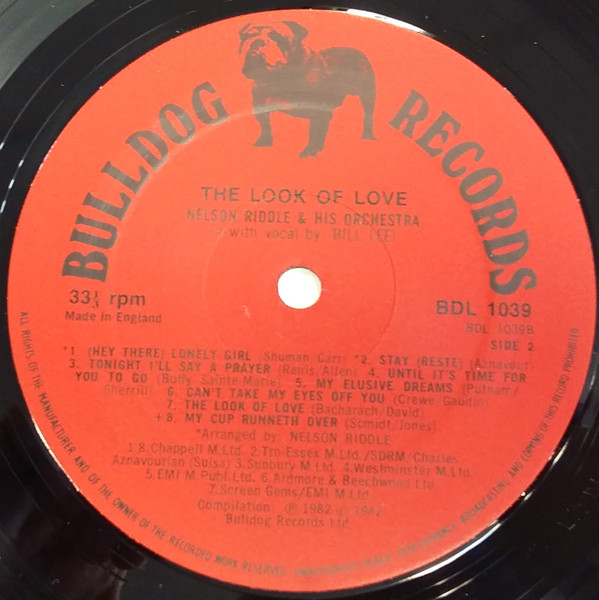 BULLDOG RECORDS
THE LOOK OF LOVE
NELSON RIDDLE & HIS ORCHESTRA
+ with vocal by BILL LEE
33⅓ rpm
Made in England
BDL 1039
BDL 1039B
SIDE 2
*1 (HEY THERE) LONELY GIRL (Shuman/Carr) *2. STAY (RESTE) (Aznavour)
3. TONIGHT I'LL SAY A PRAYER (Renis/Allen) 4. UNTIL IT'S TIME FOR
YOU TO GO (Buffy-Sainte-Marie) 5. MY ELUSIVE DREAMS (Putnam/
Sherrill) 6. CAN'T TAKE MY EYES OFF YOU (Crewe/Gaudio)
7. THE LOOK OF LOVE (Bacharach/David)
+8. MY CUP RUNNETH OVER (Scmidt/Jones)
*Arranged by: NELSON RIDDLE
1.8. Chappell M.Ltd. 2.Tro-Essex M.Ltd./SDRM/Charles
Aznavourian (Suisa) 3.Sunbury M.Ltd. 4.Westminster M.Ltd
5.EMI M.Publ.Ltd. 6.Ardmore & Beechwood Ltd.
7.Screen Gems/EMI M.Ltd
Compilation: ℗ 1982 © 1982
Bulldog Records Ltd.
ALL RIGHTS OF THE MANUFACTURER AND OF THE OWNER OF THE RECORDED WORK RESERVED. UNAUTHORISED PUBLIC PERFORMANCE, BROADCASTING AND COPYING OF THIS RECORD PROHIBITED